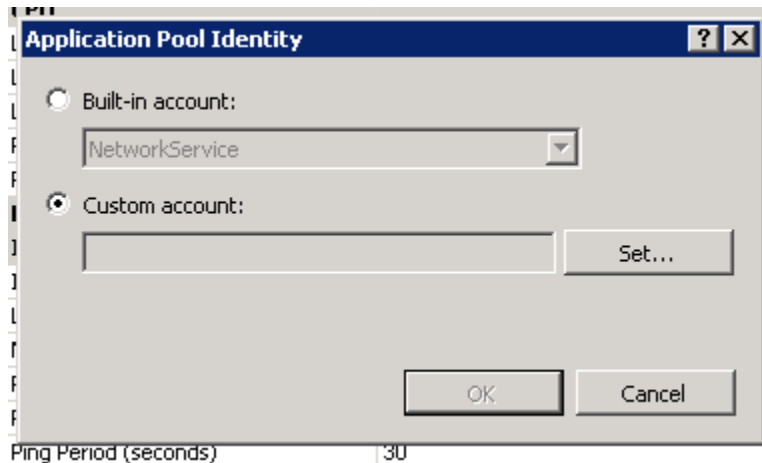 Application Pool Identity
Built-in account:
NetworkService
Custom account:
Set...
OK
Cancel
Ping Period (seconds) 30